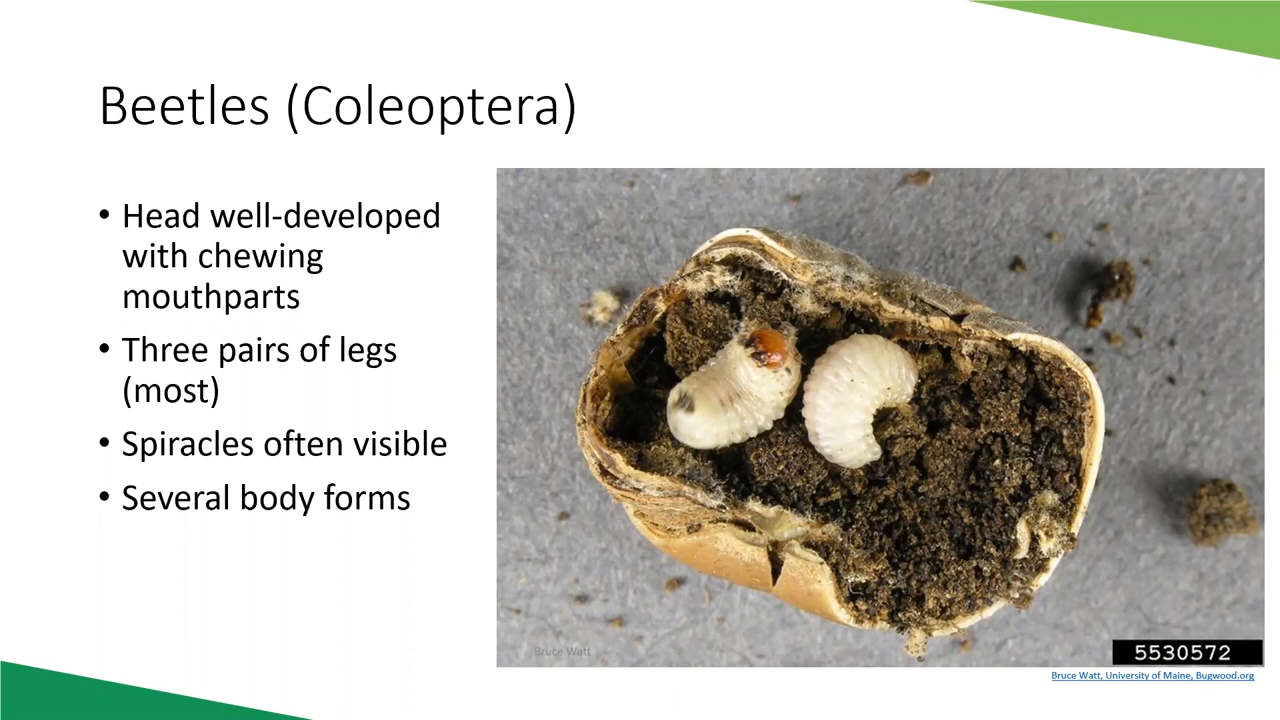 Beetles (Coleoptera)
• Head well-developed
with chewing
mouthparts
• Three pairs of legs
(most)
• Spiracles often visible
• Several body forms
Bruce Watt
5530572
Bruce Watt, University of Maine, Bugwood.org